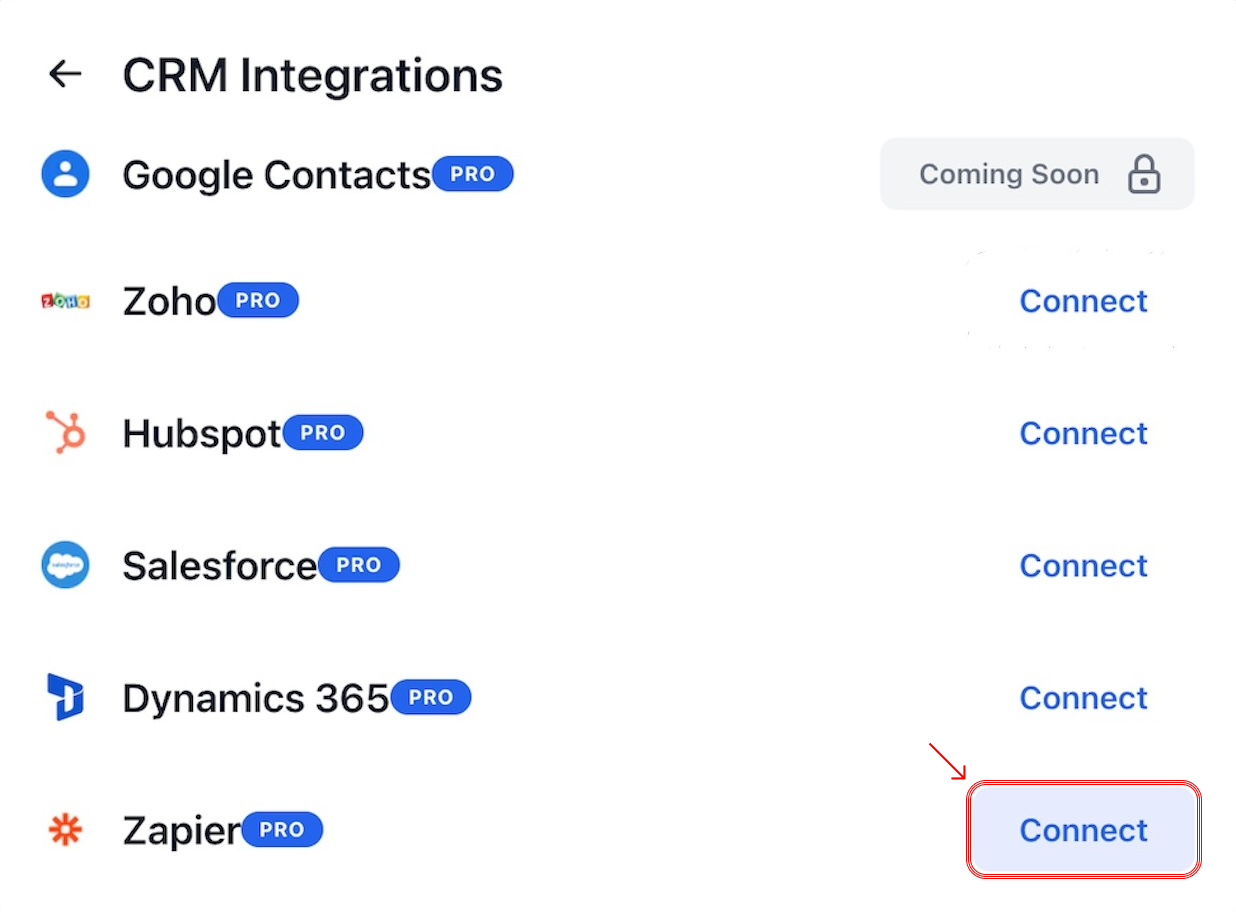 CRM Integrations
Google Contacts PRO Coming Soon
ZOHO Zoho PRO Connect
Hubspot PRO Connect
salesforce Salesforce PRO Connect
Dynamics 365 PRO Connect
Zapier PRO Connect